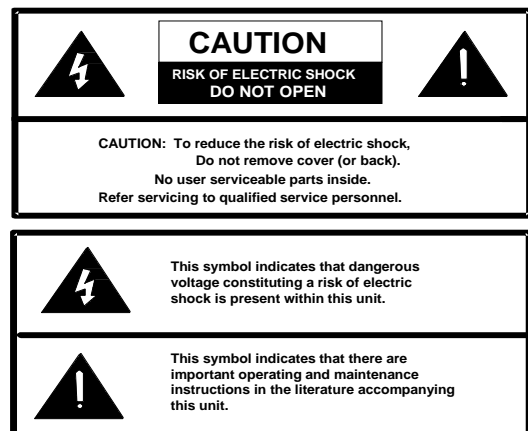 CAUTION
RISK OF ELECTRIC SHOCK
DO NOT OPEN
CAUTION: To reduce the risk of electric shock,
Do not remove cover (or back).
No user serviceable parts inside.
Refer servicing to qualified service personnel.
This symbol indicates that dangerous
voltage constituting a risk of electric
shock is present within this unit.
This symbol indicates that there are
important operating and maintenance
instructions in the literature accompanying
this unit.